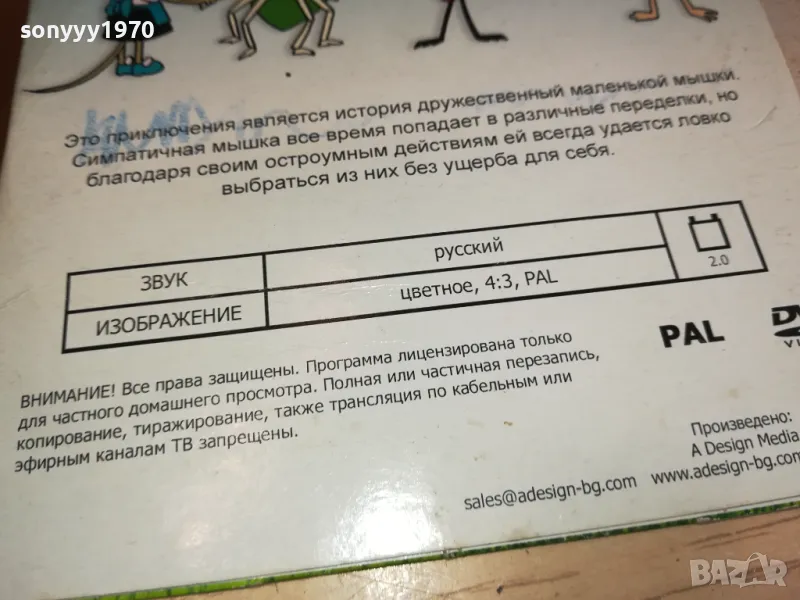 sonyyy1970
Это приключения является история дружественный маленькой мышки.
Симпатичная мышка все время попадает в различные переделки, но
благодаря своим остроумным действиям ей всегда удается ловко
выбраться из них без ущерба для себя.
ЗВУК русский
2.0
ИЗОБРАЖЕНИЕ цветное, 4:3, PAL
PAL
ВНИМАНИЕ! Все права защищены. Программа лицензирована только
для частного домашнего просмотра. Полная или частичная перезапись,
копирование, тиражирование, также трансляция по кабельным или
эфирным каналам ТВ запрещены.
Произведено:
A Design Media
sales@adesign-bg.com www.adesign-bg.com
BAZAR